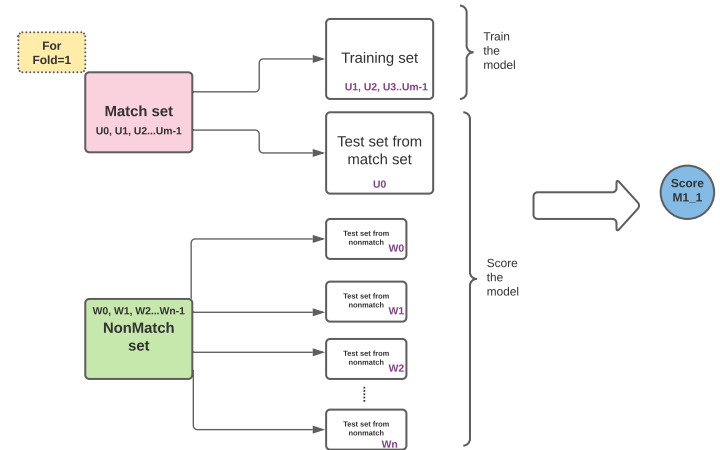 For
Fold=1
Match set
U0, U1, U2...Um-1
Training set
U1, U2, U3..Um-1
Train
the
model
Test set from
match set
U0
Score
M1_1
Test set from
nonmatch
W0
Score
the
model
W0, W1, W2...Wn-1
NonMatch
set
Test set from
nonmatch
W1
Test set from
nonmatch
W2
Test set from
nonmatch
Wn